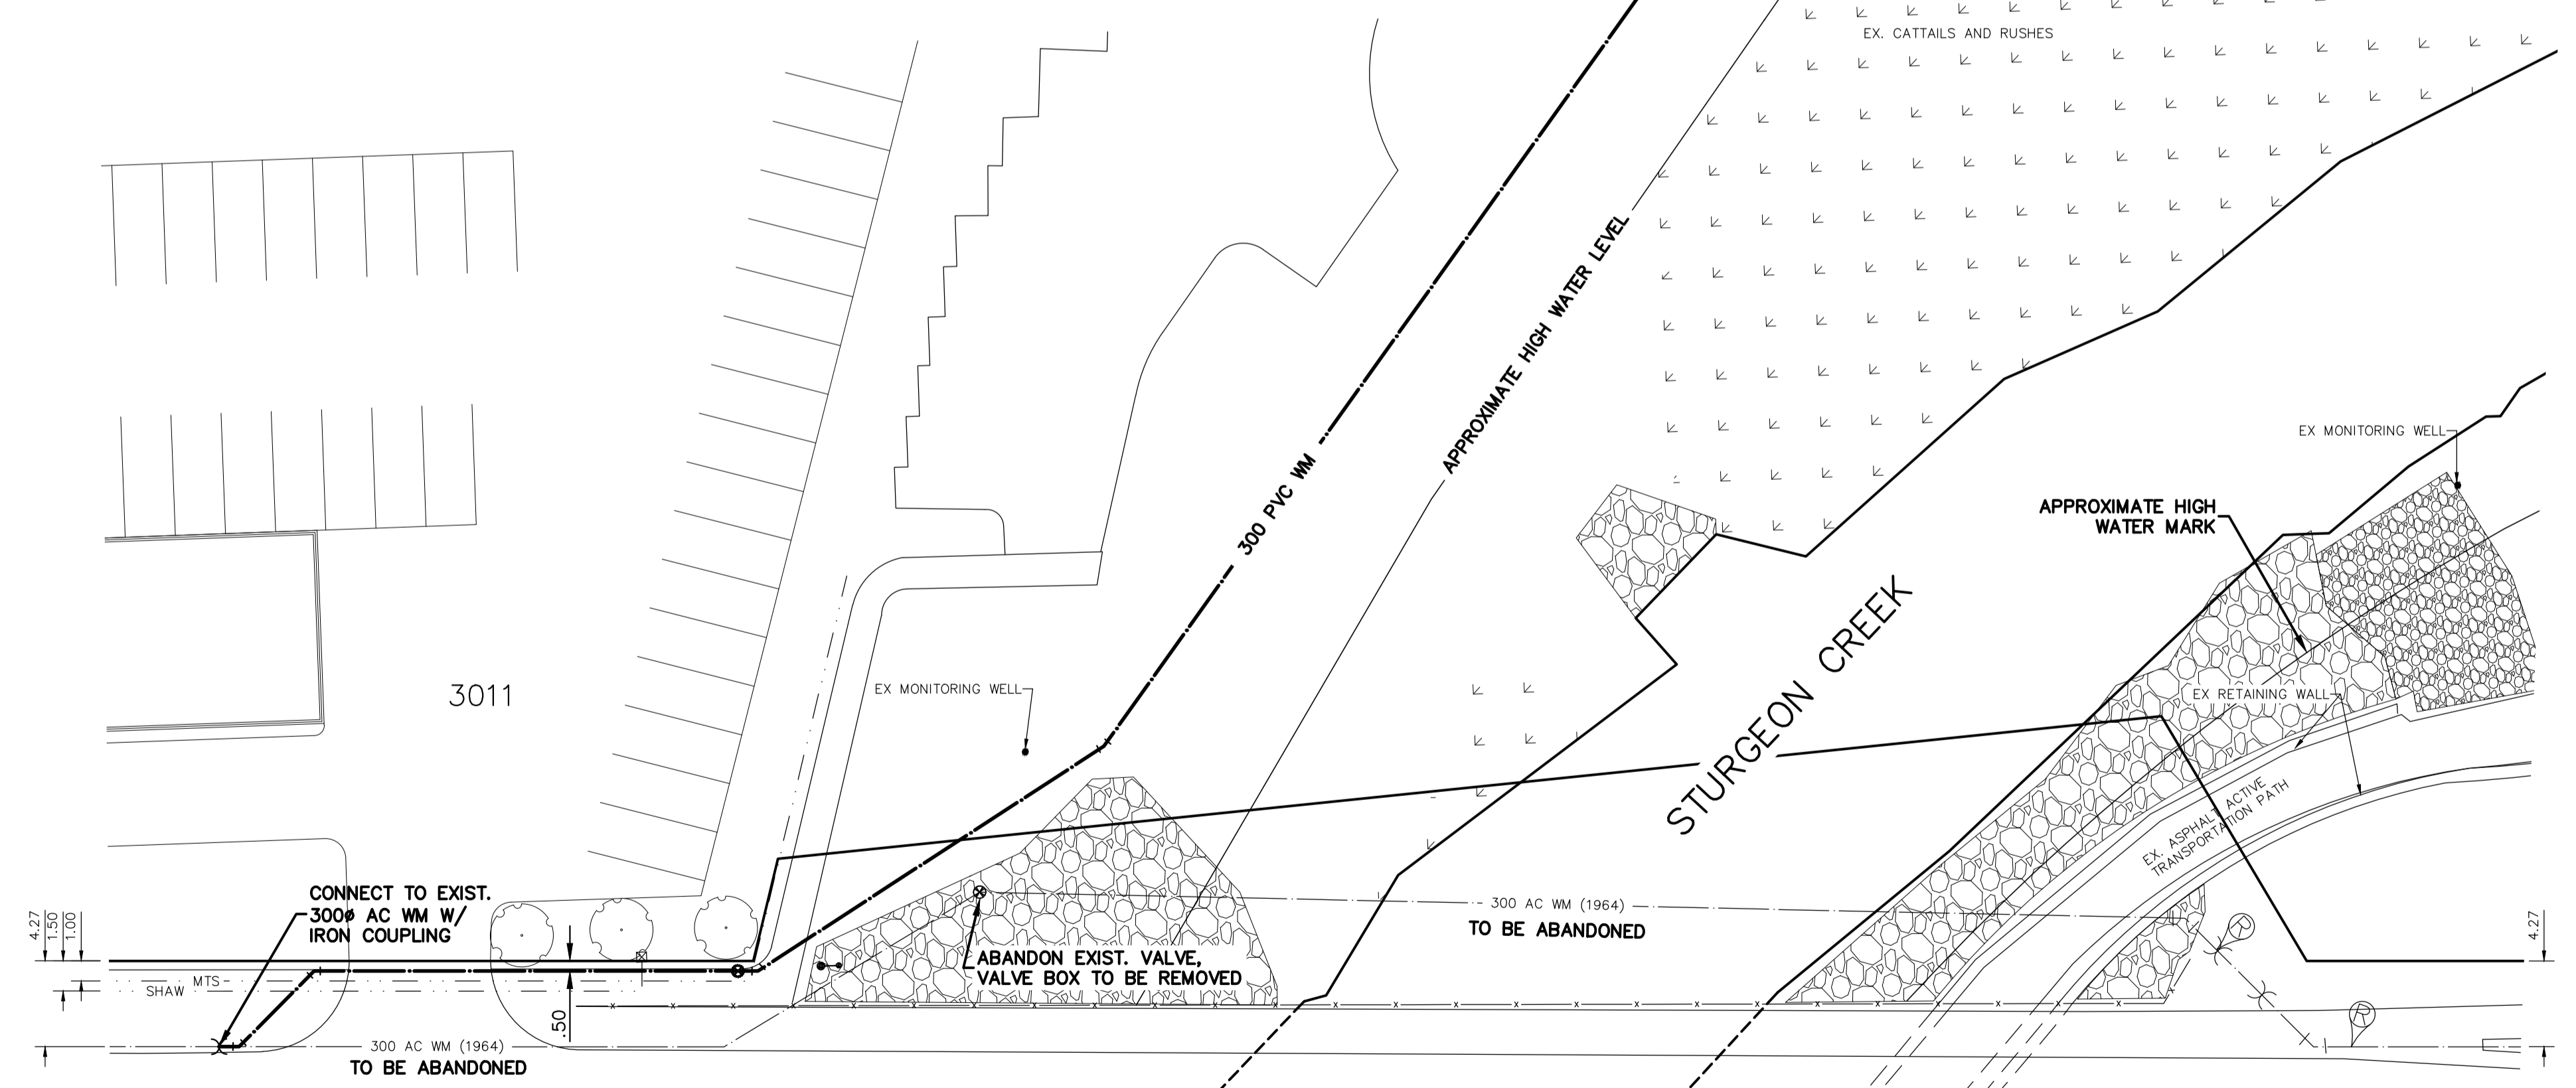 EX. CATTAILS AND RUSHES
APPROXIMATE HIGH WATER LEVEL
300 PVC WM
EX MONITORING WELL
APPROXIMATE HIGH
WATER MARK
STURGEON CREEK
3011
EX MONITORING WELL
EX RETAINING WALL
EX. ASPHALT ACTIVE
TRANSPORTATION PATH
CONNECT TO EXIST.
300ø AC WM W/
IRON COUPLING
4.27
1.50
1.00
300 AC WM (1964)
TO BE ABANDONED
ABANDON EXIST. VALVE,
VALVE BOX TO BE REMOVED
MTS
SHAW
.50
300 AC WM (1964)
TO BE ABANDONED
R
R
4.27